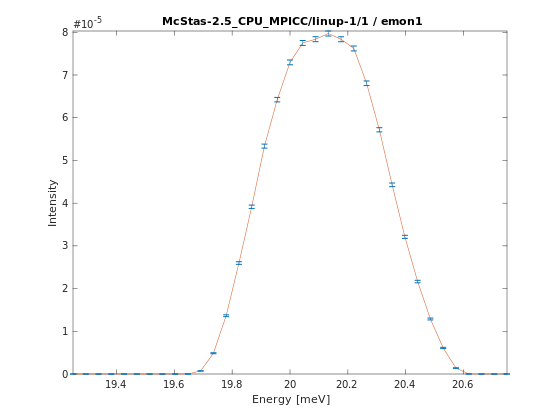 McStas-2.5_CPU_MPICC/linup-1/1 / emon1
#10-5
8
7
6
5
4
3
2
1
0
Intensity
19.4 19.6 19.8 20 20.2 20.4 20.6
Energy [meV]